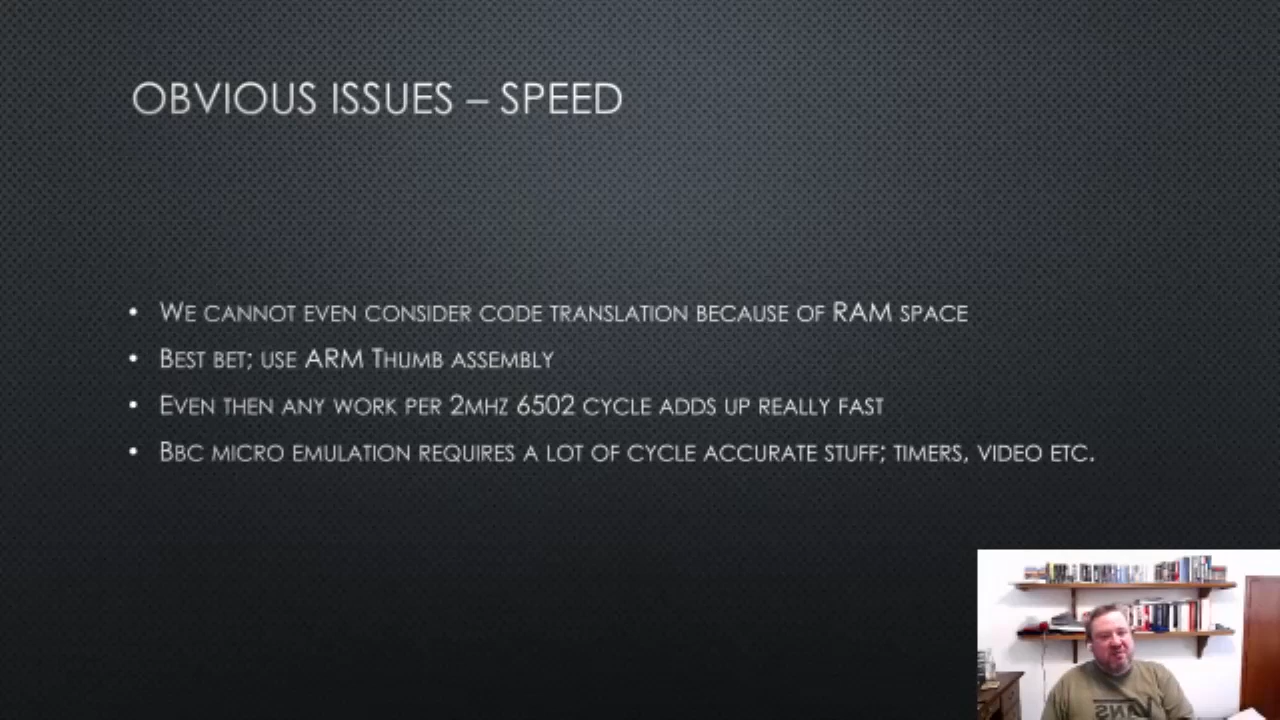 OBVIOUS ISSUES – SPEED
• WE CANNOT EVEN CONSIDER CODE TRANSLATION BECAUSE OF RAM SPACE
• BEST BET; USE ARM THUMB ASSEMBLY
• EVEN THEN ANY WORK PER 2MHZ 6502 CYCLE ADDS UP REALLY FAST
• BBC MICRO EMULATION REQUIRES A LOT OF CYCLE ACCURATE STUFF; TIMERS, VIDEO ETC.
VANS